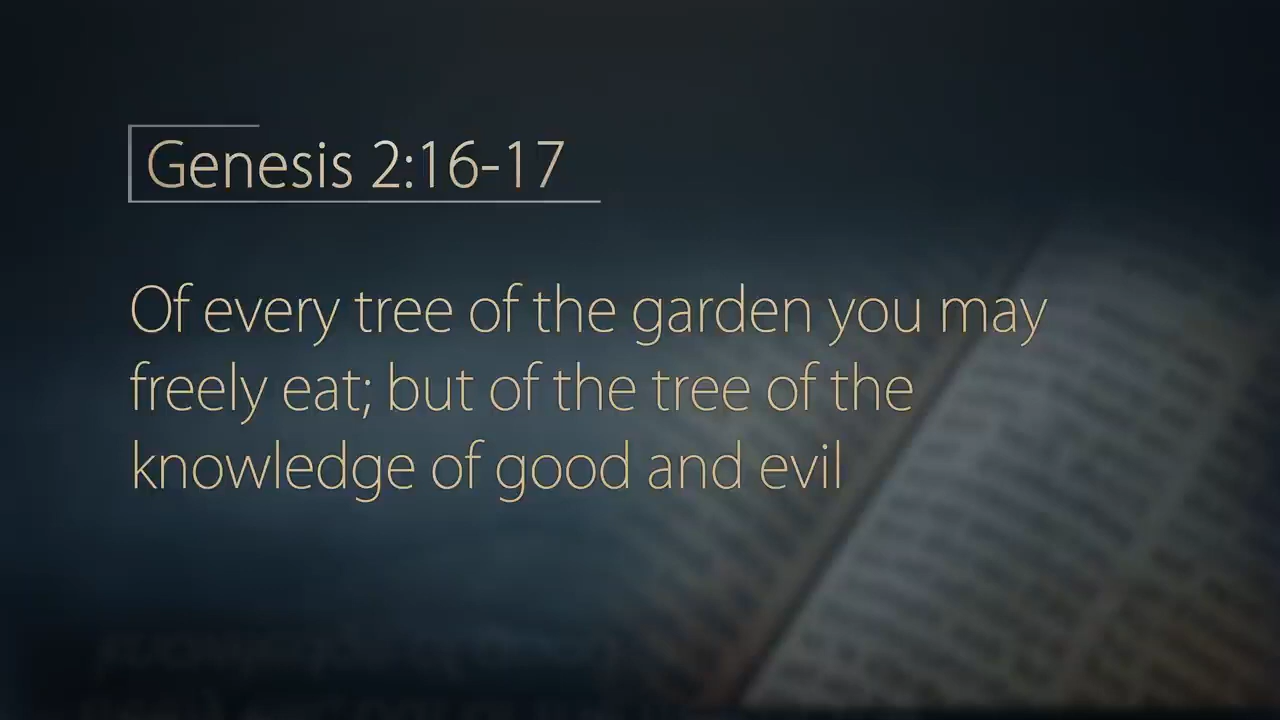 Genesis 2:16-17
Of every tree of the garden you may
freely eat; but of the tree of the
knowledge of good and evil